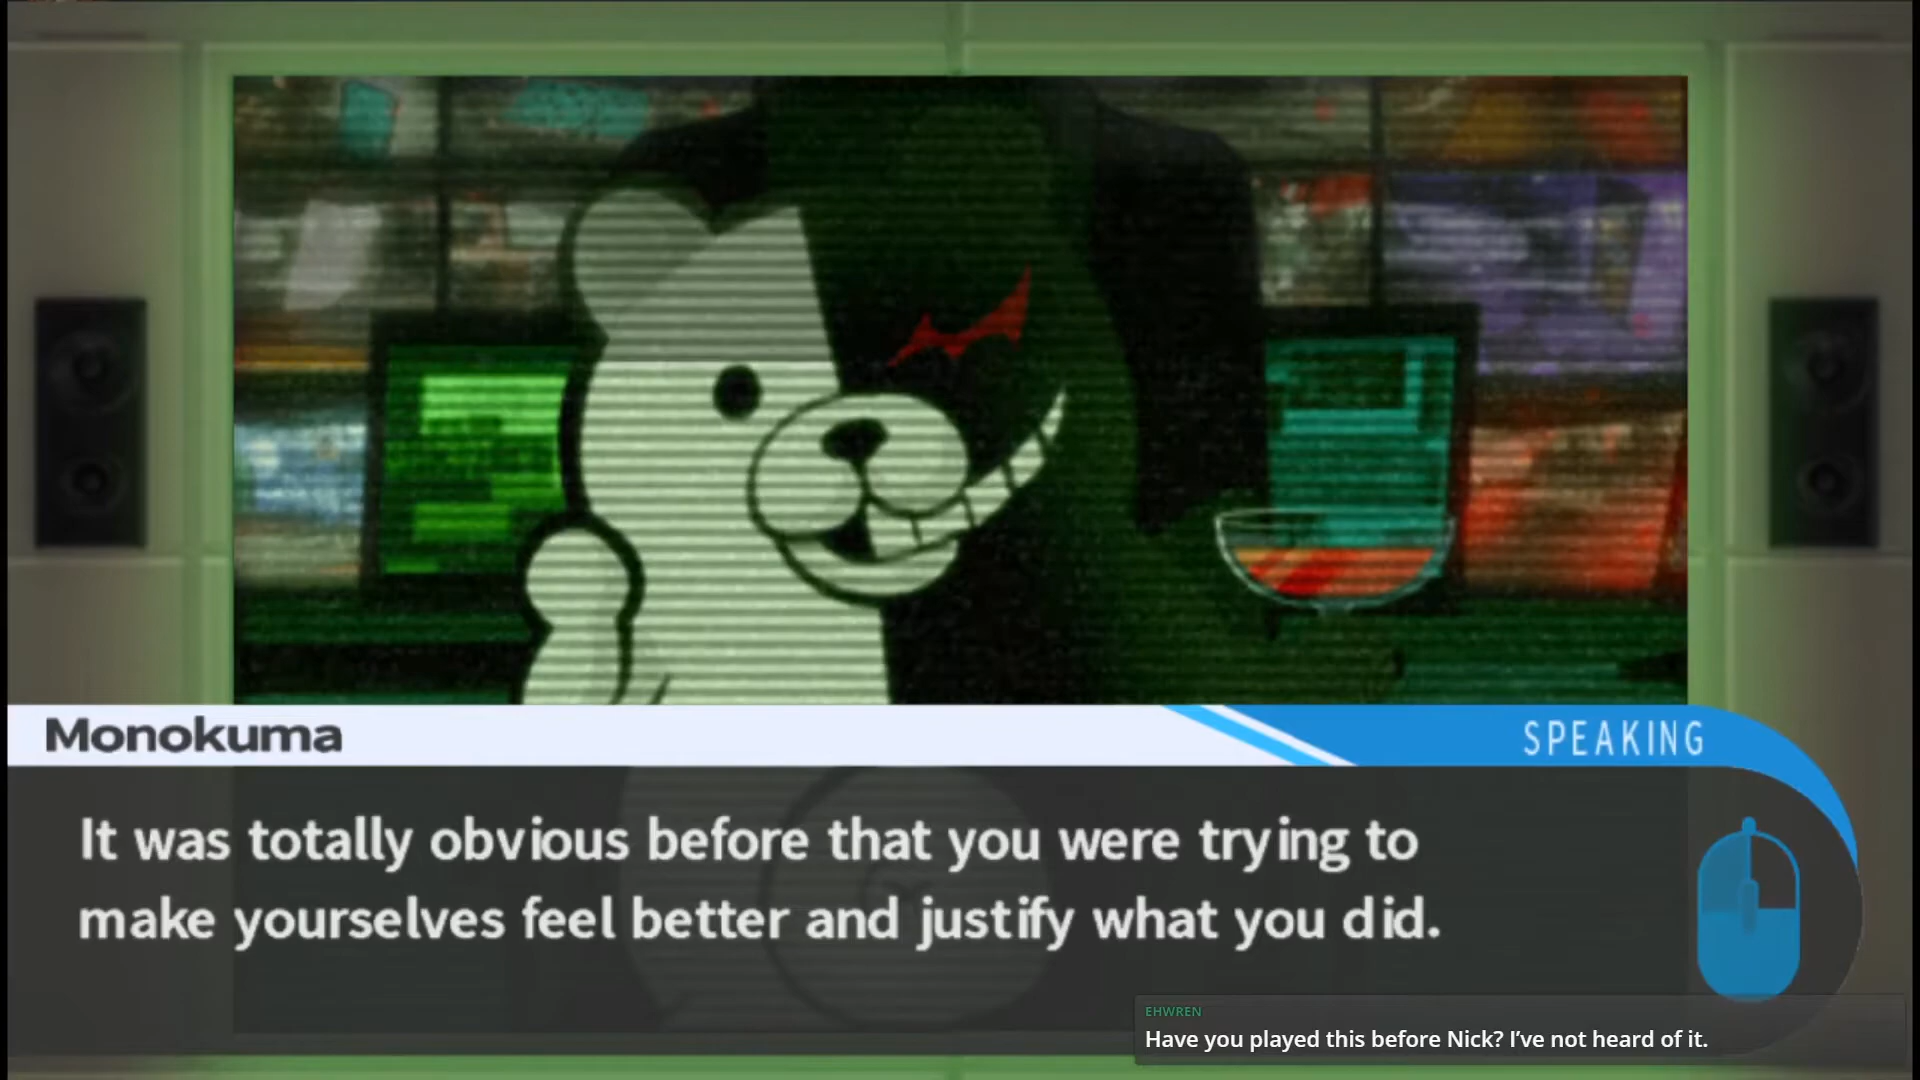 Monokuma
SPEAKING
It was totally obvious before that you were trying to
make yourselves feel better and justify what you did.
EHWREN
Have you played this before Nick? I've not heard of it.